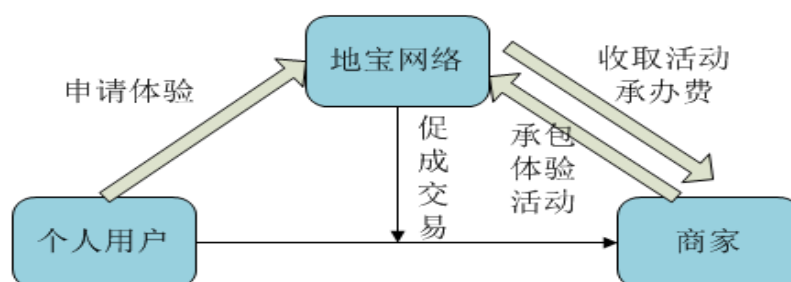 地宝网络
收取活动
承办费
申请体验
促
成
交
易
承包
体验
活动
个人用户
商家